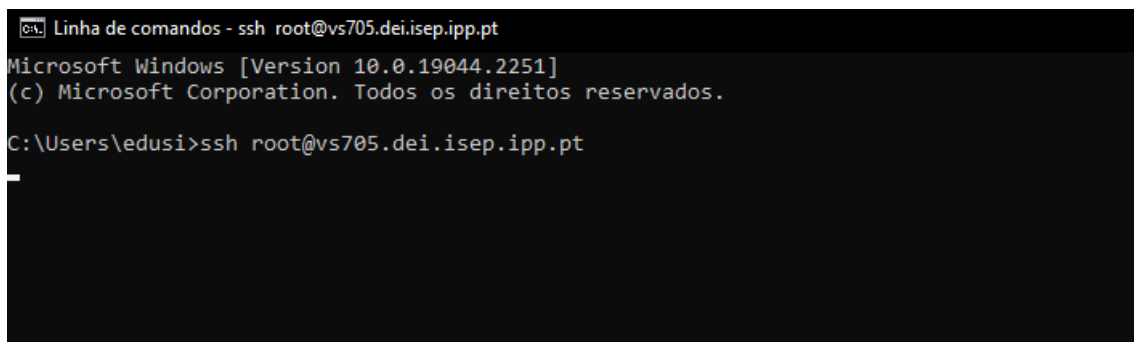 Linha de comandos - ssh root@vs705.dei.isep.ipp.pt
Microsoft Windows [Version 10.0.19044.2251]
(c) Microsoft Corporation. Todos os direitos reservados.
C:\Users\edusi>ssh root@vs705.dei.isep.ipp.pt